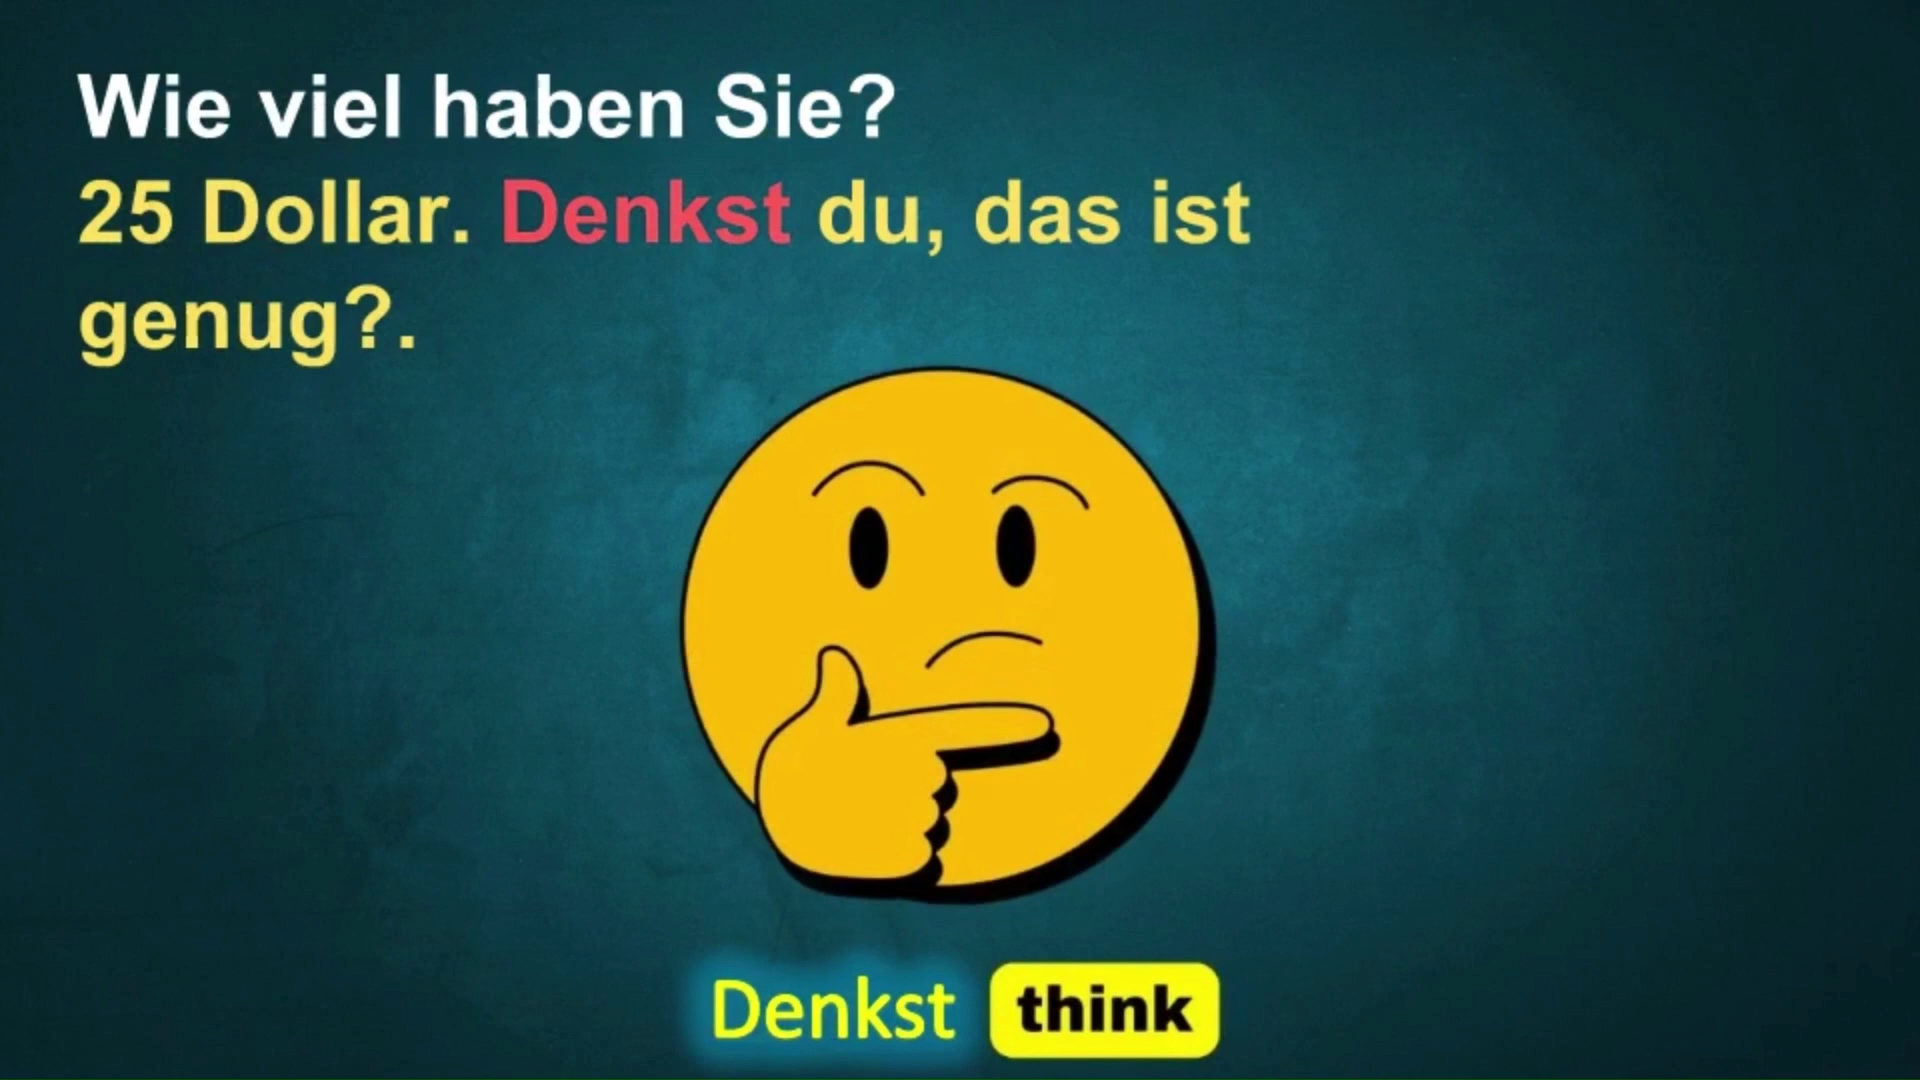 Wie viel haben Sie?
25 Dollar. Denkst du, das ist
genug?.
Denkst think